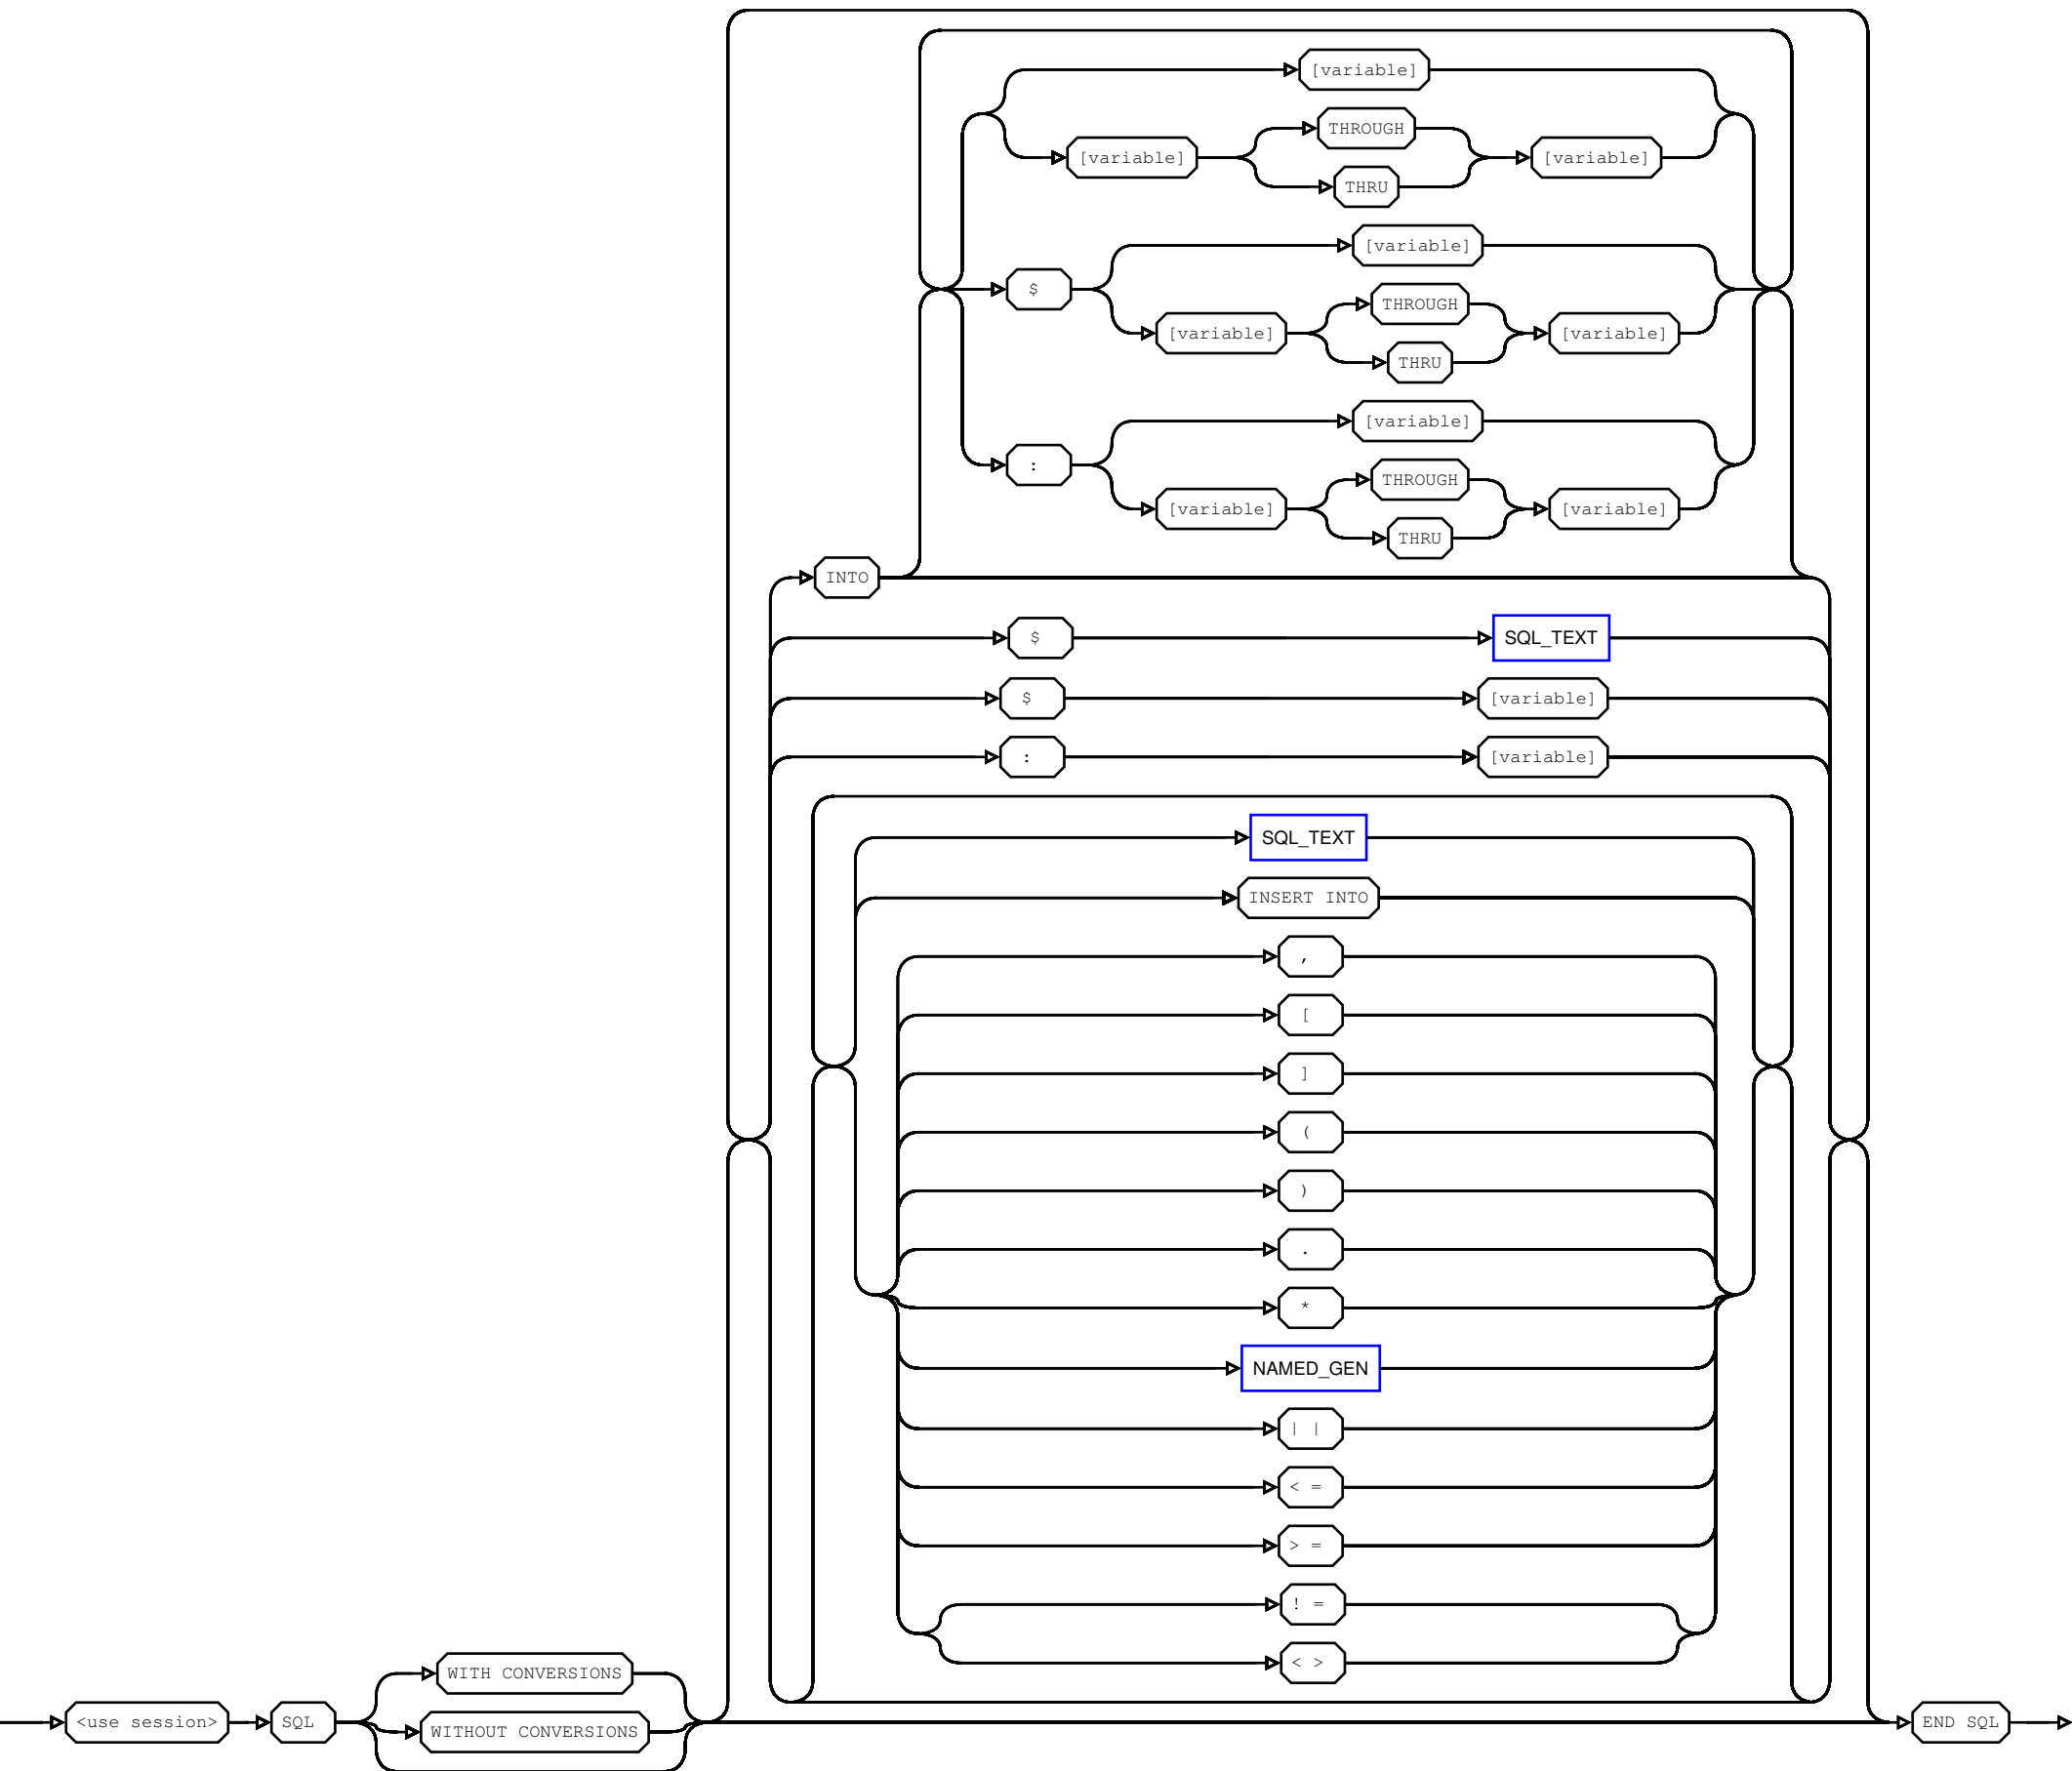 [variable]
THROUGH
[variable] [variable]
THRU
[variable]
$
THROUGH
[variable] [variable]
THRU
[variable]
:
THROUGH
[variable] [variable]
THRU
INTO
$ SQL_TEXT
$ [variable]
: [variable]
SQL_TEXT
INSERT INTO
,
[
]
(
)
.
*
NAMED_GEN
||
<=
>=
!=
<>
WITH CONVERSIONS
<use session> SQL END SQL
WITHOUT CONVERSIONS